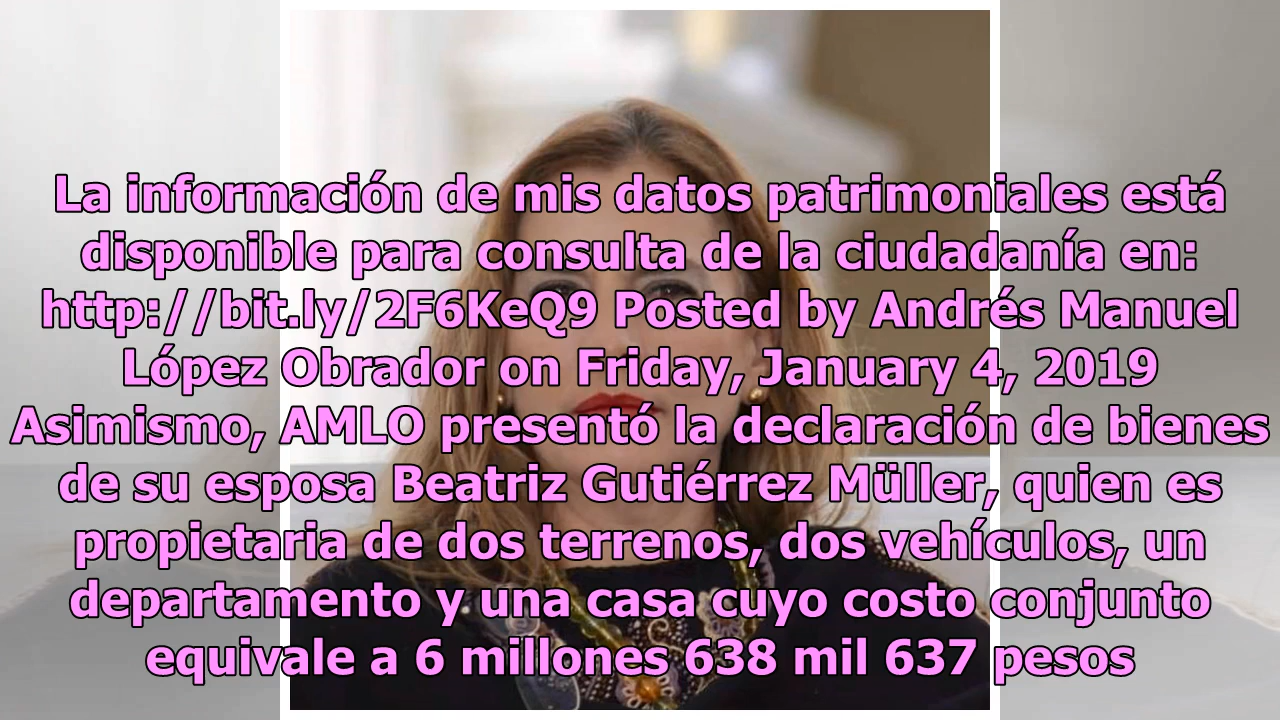 La información de mis datos patrimoniales está
disponible para consulta de la ciudadanía en:
http://bit.ly/2F6KeQ9 Posted by Andrés Manuel
López Obrador on Friday, January 4, 2019
Asimismo, AMLO presentó la declaración de bienes
de su esposa Beatriz Gutiérrez Müller, quien es
propietaria de dos terrenos, dos vehículos, un
departamento y una casa cuyo costo conjunto
equivale a 6 millones 638 mil 637 pesos